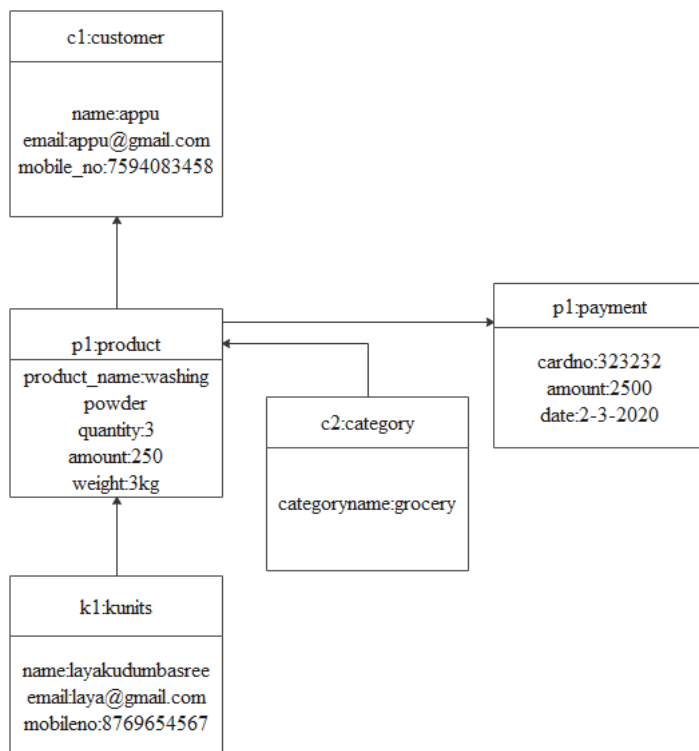 c1:customer
name:appu
email:appu@gmail.com
mobile_no:7594083458
p1:product
product_name:washing
powder
quantity:3
amount:250
weight:3kg
p1:payment
cardno:323232
amount:2500
date:2-3-2020
c2:category
categoryname:grocery
k1:kunits
name:layakudumbasree
email:laya@gmail.com
mobileno:8769654567